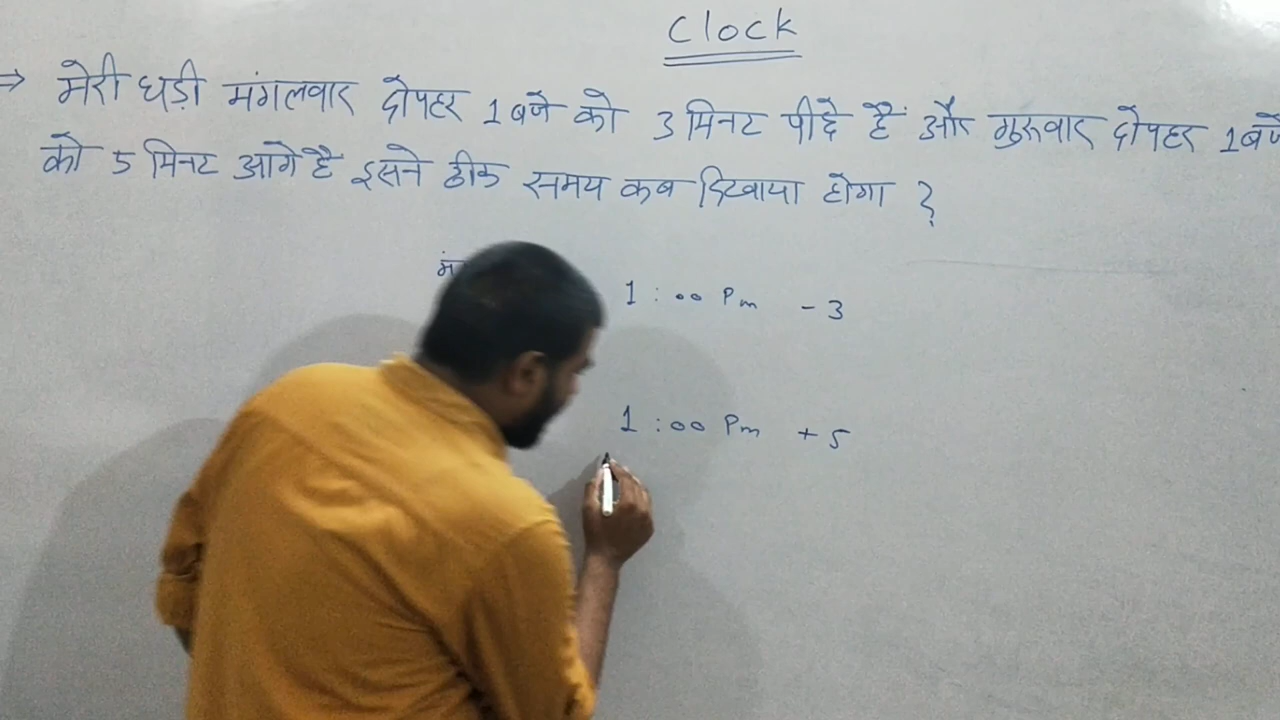 Clock
⇒ मेरी घड़ी मंगलवार दोपहर 1 बजे को 3 मिनट पीछे हैं और गुरूवार दोपहर 1 बजे
को 5 मिनट आगे है इसने ठीक समय कब दिखाया होगा ?
1 : 00 Pm - 3
1 : 00 Pm + 5